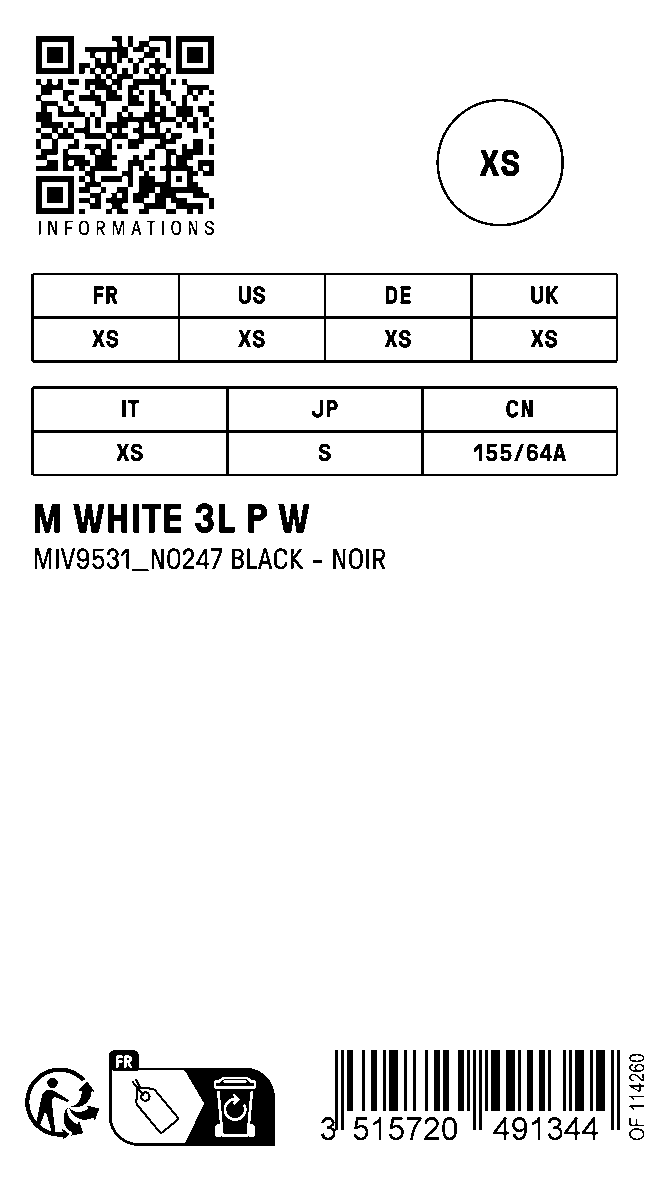 INFORMATIONS
XS
FR US DE UK
XS XS XS XS
IT JP CN
XS S 155/64A
M WHITE 3L P W
MIV9531_N0247 BLACK - NOIR
FR
3 515720 491344
OF 114260